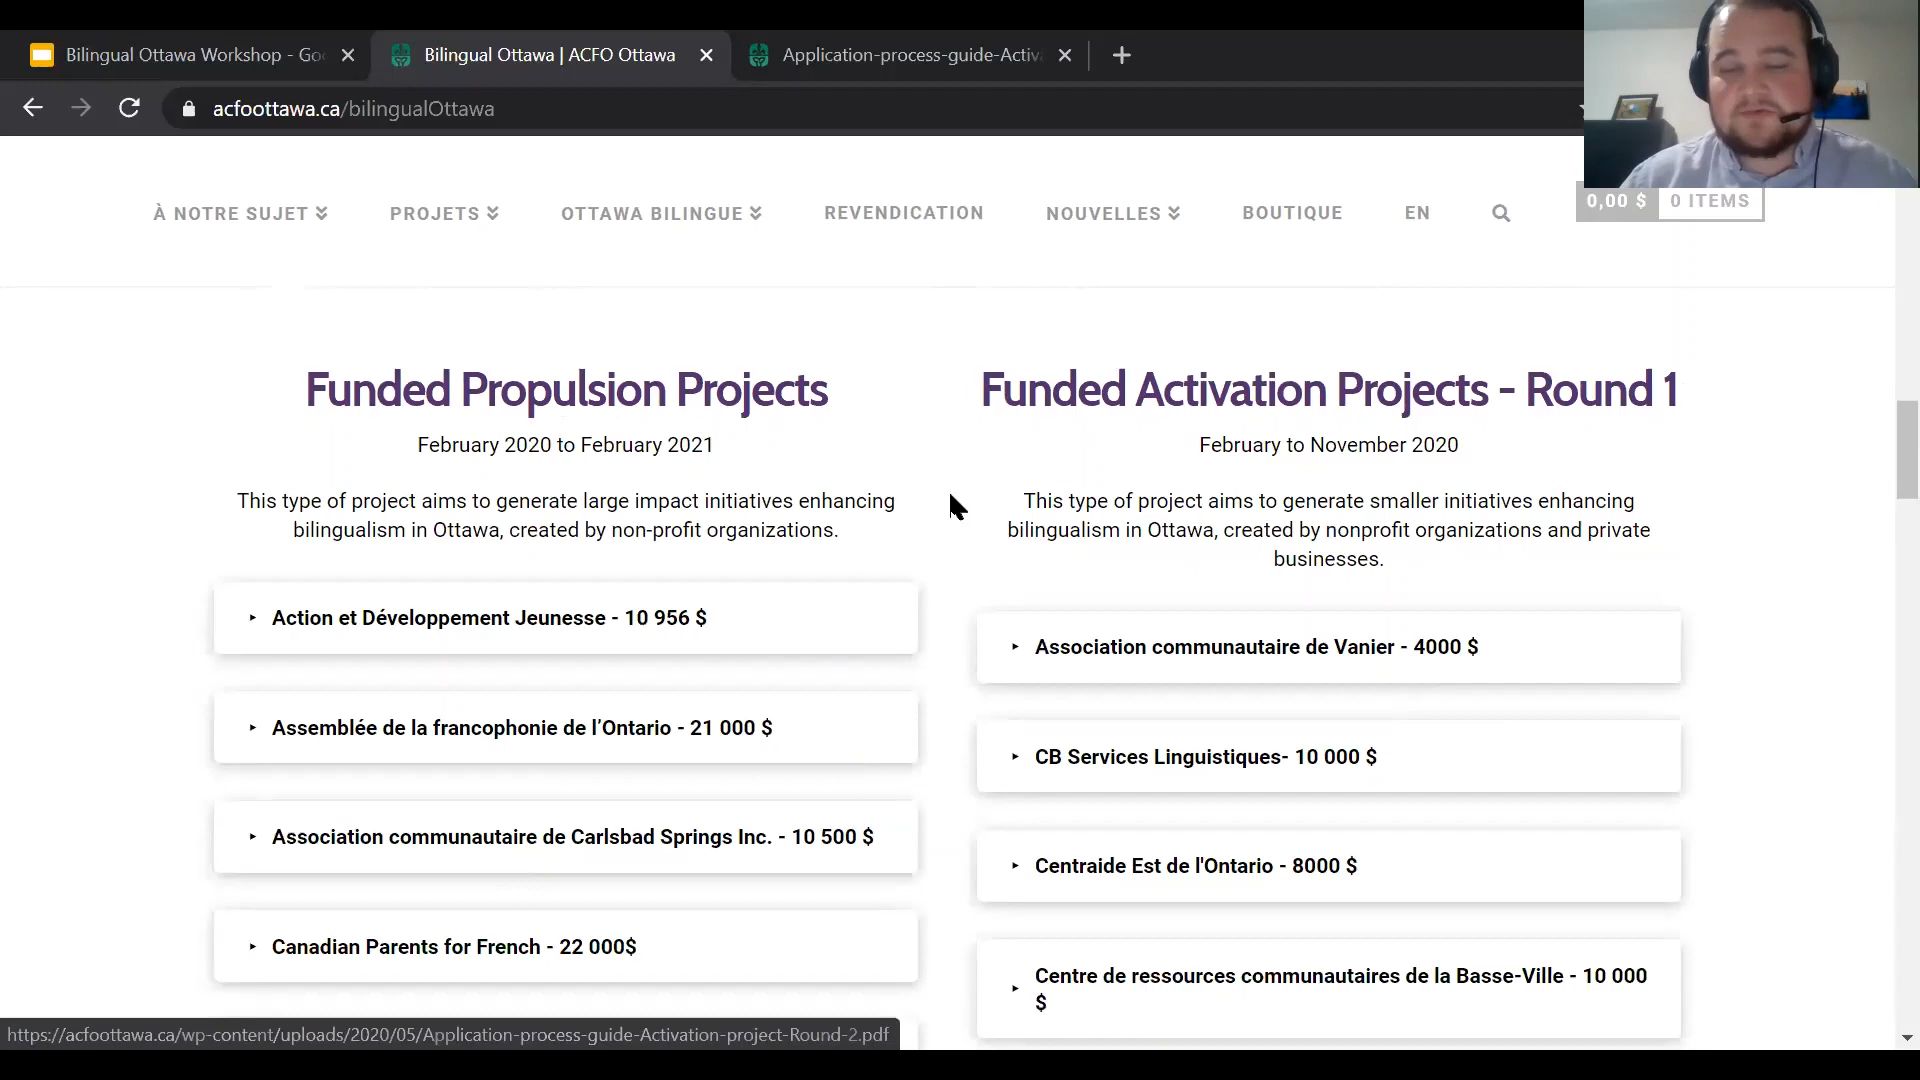 Bilingual Ottawa Workshop - Goo
Bilingual Ottawa | ACFO Ottawa
Application-process-guide-Activa
acfoottawa.ca/bilingualOttawa
À NOTRE SUJET
PROJETS
OTTAWA BILINGUE
REVENDICATION
NOUVELLES
BOUTIQUE
EN
0,00 $
0 ITEMS
Funded Propulsion Projects
February 2020 to February 2021
This type of project aims to generate large impact initiatives enhancing
bilingualism in Ottawa, created by non-profit organizations.
Action et Développement Jeunesse - 10 956 $
Assemblée de la francophonie de l’Ontario - 21 000 $
Association communautaire de Carlsbad Springs Inc. - 10 500 $
Canadian Parents for French - 22 000$
Funded Activation Projects - Round 1
February to November 2020
This type of project aims to generate smaller initiatives enhancing
bilingualism in Ottawa, created by nonprofit organizations and private
businesses.
Association communautaire de Vanier - 4000 $
CB Services Linguistiques- 10 000 $
Centraide Est de l'Ontario - 8000 $
Centre de ressources communautaires de la Basse-Ville - 10 000
$
https://acfoottawa.ca/wp-content/uploads/2020/05/Application-process-guide-Activation-project-Round-2.pdf